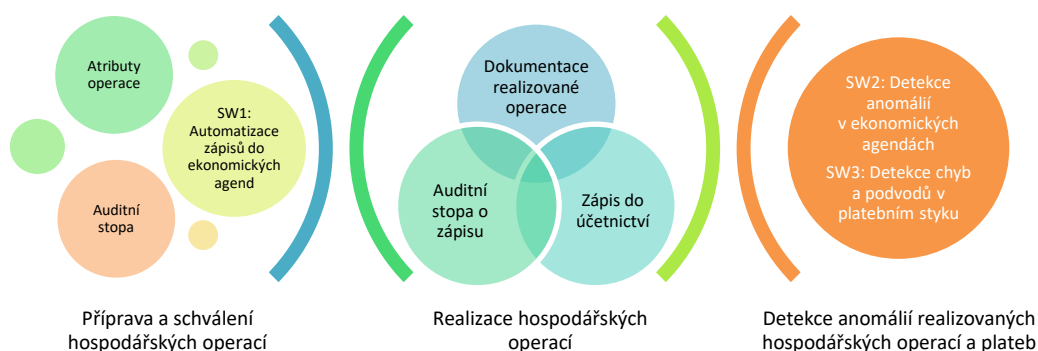 Atributy
operace
SW1:
Automatizace
zápisů do
ekonomických
agend
Auditní
stopa
Příprava a schválení
hospodářských operací
Dokumentace
realizované
operace
Auditní
stopa o
zápisu
Zápis do
účetnictví
Realizace hospodářských
operací
SW2: Detekce
anomálií
v ekonomických
agendách
SW3: Detekce chyb
a podvodů v
platebním styku
Detekce anomálií realizovaných
hospodářských operací a plateb